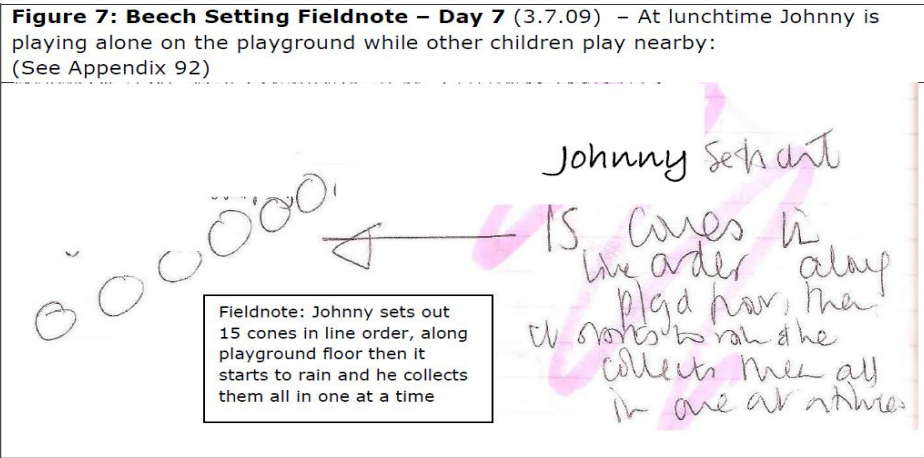 Figure 7: Beech Setting Fieldnote – Day 7 (3.7.09) – At lunchtime Johnny is
playing alone on the playground while other children play nearby:
(See Appendix 92)
Johnny sets out
15 cones in
line order along
plgd floor, then
it starts to rain & he
collects them all
in one at a time
Fieldnote: Johnny sets out
15 cones in line order, along
playground floor then it
starts to rain and he collects
them all in one at a time